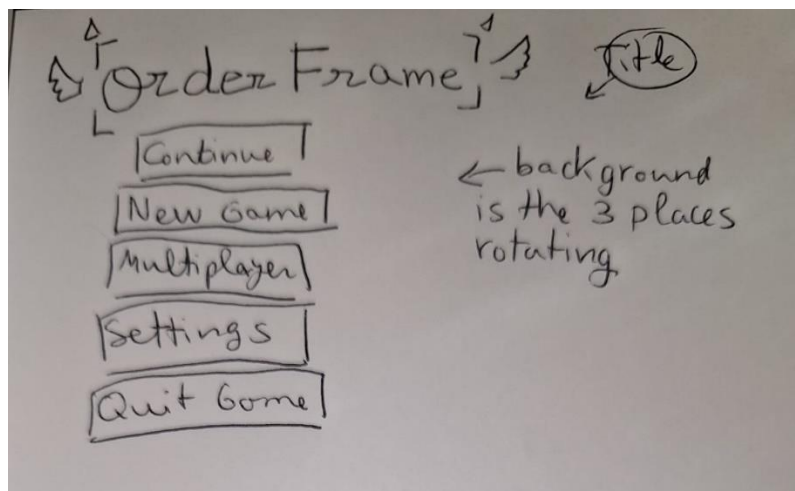 Order Frame
Title
Continue
New Game
Multiplayer
Settings
Quit Game
← background
is the 3 places
rotating